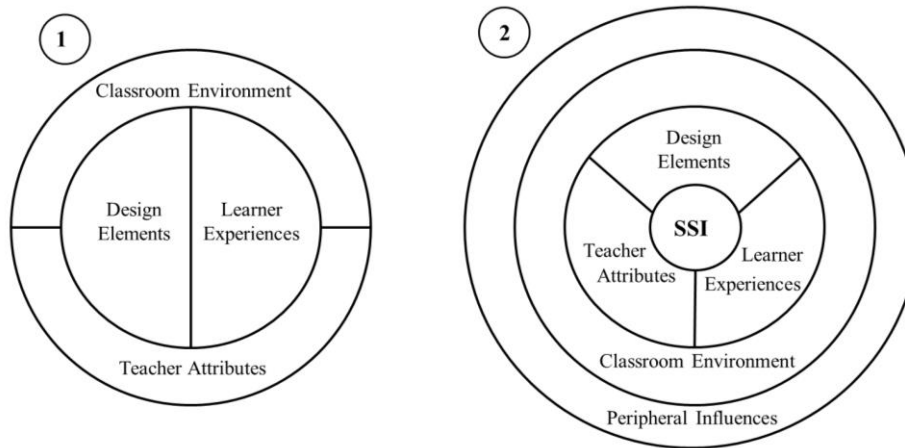 1
Classroom Environment
Design
Elements
Learner
Experiences
Teacher Attributes
2
Design
Elements
SSI
Teacher
Attributes
Learner
Experiences
Classroom Environment
Peripheral Influences